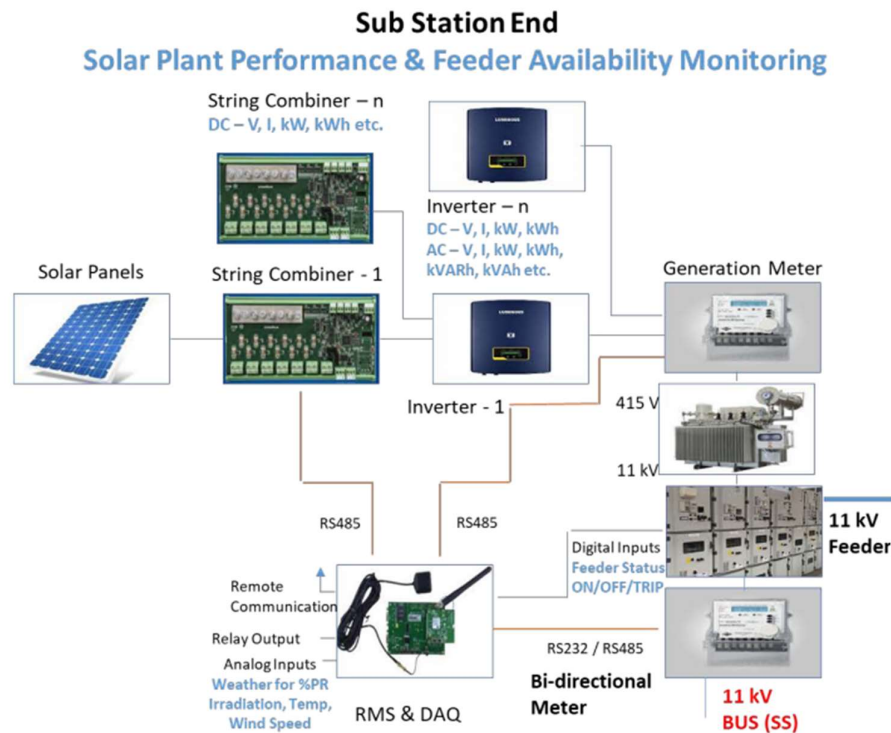 Sub Station End
Solar Plant Performance & Feeder Availability Monitoring
String Combiner – n
DC – V, I, kW, kWh etc.
Inverter – n
DC – V, I, kW, kWh
AC – V, I, kW, kWh,
kVARh, kVAh etc.
Solar Panels
String Combiner - 1
Generation Meter
Inverter - 1
415 V
11 kV
RS485
RS485
11 kV
Feeder
Digital Inputs
Feeder Status
ON/OFF/TRIP
Remote
Communication
Relay Output
Analog Inputs
Weather for %PR
Irradiation, Temp,
Wind Speed
RMS & DAQ
RS232 / RS485
Bi-directional
Meter
11 kV
BUS (SS)